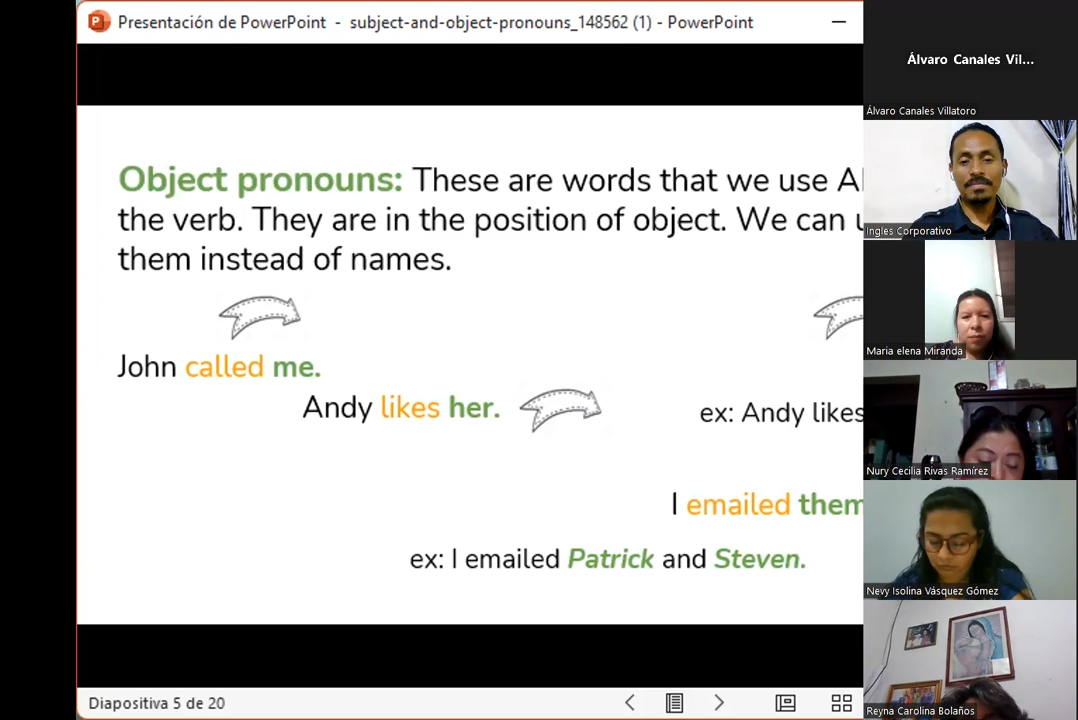 Presentación de PowerPoint - subject-and-object-pronouns_148562 (1) - PowerPoint
Object pronouns: These are words that we use
the verb. They are in the position of object. We can
them instead of names.
John called me.
Andy likes her.
ex: Andy likes
I emailed them
ex: I emailed Patrick and Steven.
Diapositiva 5 de 20
Álvaro Canales Vil...
Álvaro Canales Villatoro
Ingles Corporativo
Maria elena Miranda
Nury Cecilia Rivas Ramírez
Nevy Isolina Vásquez Gómez
Reyna Carolina Bolaños